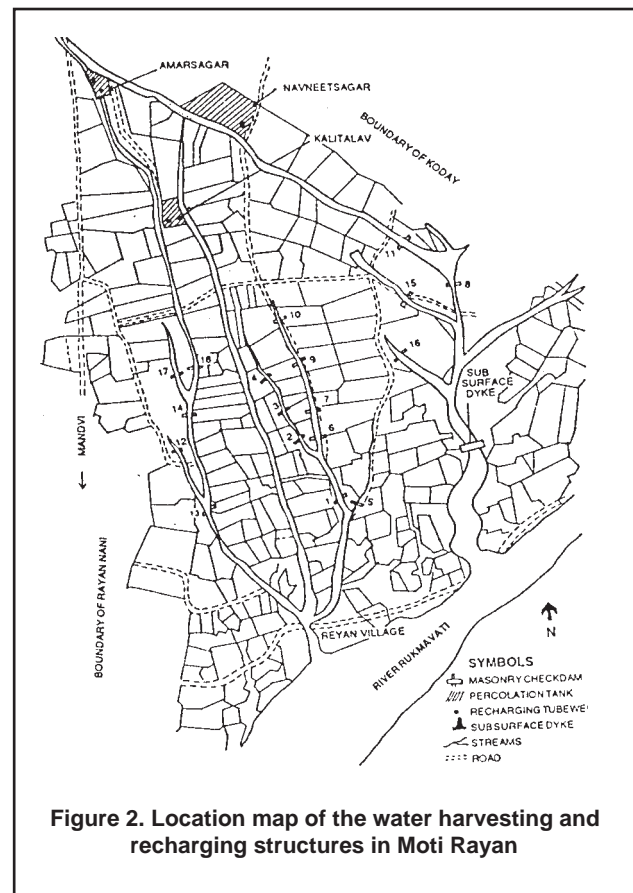 AMARSAGAR
NAVNEETSAGAR
KALITALAV
BOUNDARY OF KODAY
11
15
8
10
16
17
18
9
4
SUB
SURFACE
DYKE
3
7
14
2
6
MANDVI
12
1
5
13
BOUNDARY OF RAYAN NANI
REYAN VILLAGE
RIVER RUKMAVATI
N
SYMBOLS
MASONRY CHECKDAM
PERCOLATION TANK
RECHARGING TUBEWE
SUBSURFACE DYKE
STREAMS
ROAD
Figure 2. Location map of the water harvesting and
recharging structures in Moti Rayan